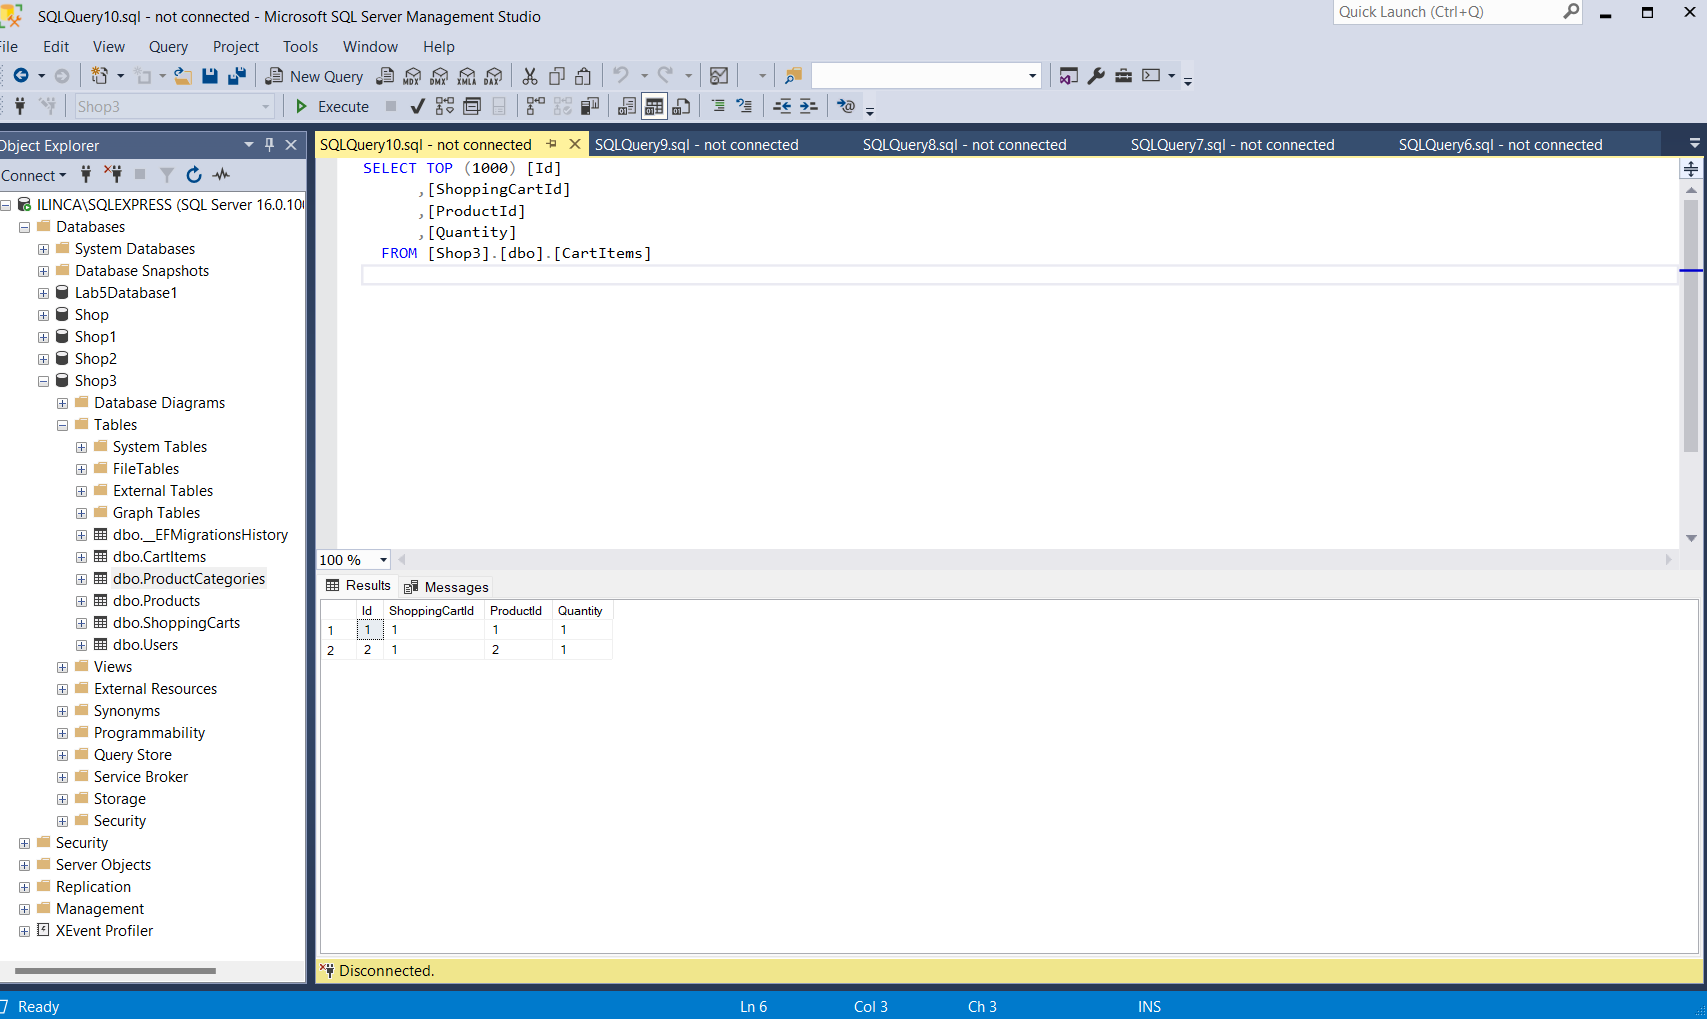 SQLQuery10.sql - not connected - Microsoft SQL Server Management Studio
Quick Launch (Ctrl+Q)
ile Edit View Query Project Tools Window Help
New Query MDX DMX XMLA DAX
Shop3 Execute
Object Explorer
Connect
ILINCA\SQLEXPRESS (SQL Server 16.0.100
Databases
System Databases
Database Snapshots
Lab5Database1
Shop
Shop1
Shop2
Shop3
Database Diagrams
Tables
System Tables
FileTables
External Tables
Graph Tables
dbo.__EFMigrationsHistory
dbo.CartItems
dbo.ProductCategories
dbo.Products
dbo.ShoppingCarts
dbo.Users
Views
External Resources
Synonyms
Programmability
Query Store
Service Broker
Storage
Security
Security
Server Objects
Replication
Management
XEvent Profiler
SQLQuery10.sql - not connected SQLQuery9.sql - not connected SQLQuery8.sql - not connected SQLQuery7.sql - not connected SQLQuery6.sql - not connected
SELECT TOP (1000) [Id]
,[ShoppingCartId]
,[ProductId]
,[Quantity]
FROM [Shop3].[dbo].[CartItems]
100 %
Results Messages
Id ShoppingCartId ProductId Quantity
1 1 1 1 1
2 2 1 2 1
Disconnected.
Ready Ln 6 Col 3 Ch 3 INS